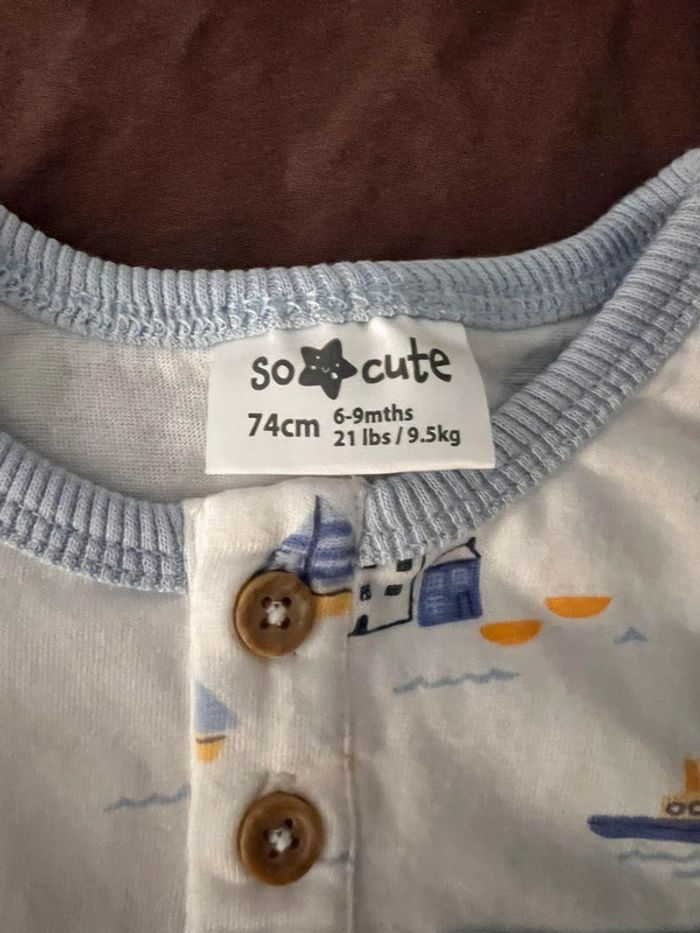 so cute
74cm 6-9mths
21 lbs / 9.5kg